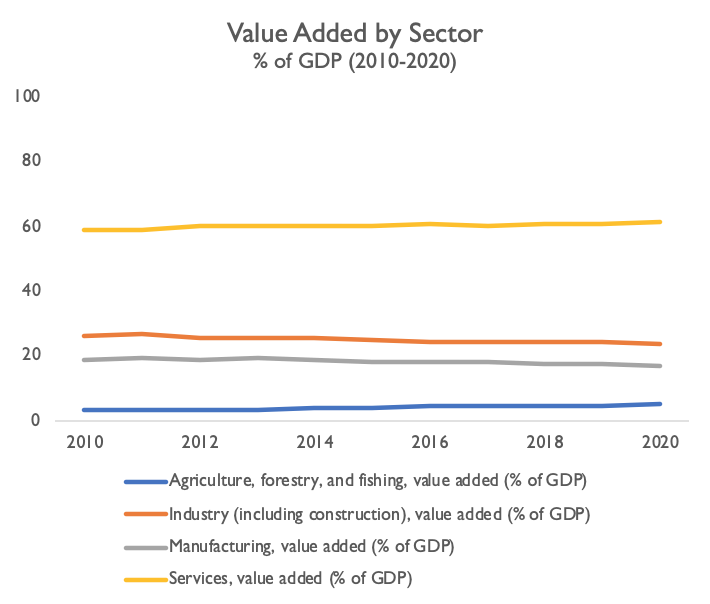 Value Added by Sector
% of GDP (2010-2020)
100
80
60
40
20
0
2010 2012 2014 2016 2018 2020
Agriculture, forestry, and fishing, value added (% of GDP)
Industry (including construction), value added (% of GDP)
Manufacturing, value added (% of GDP)
Services, value added (% of GDP)